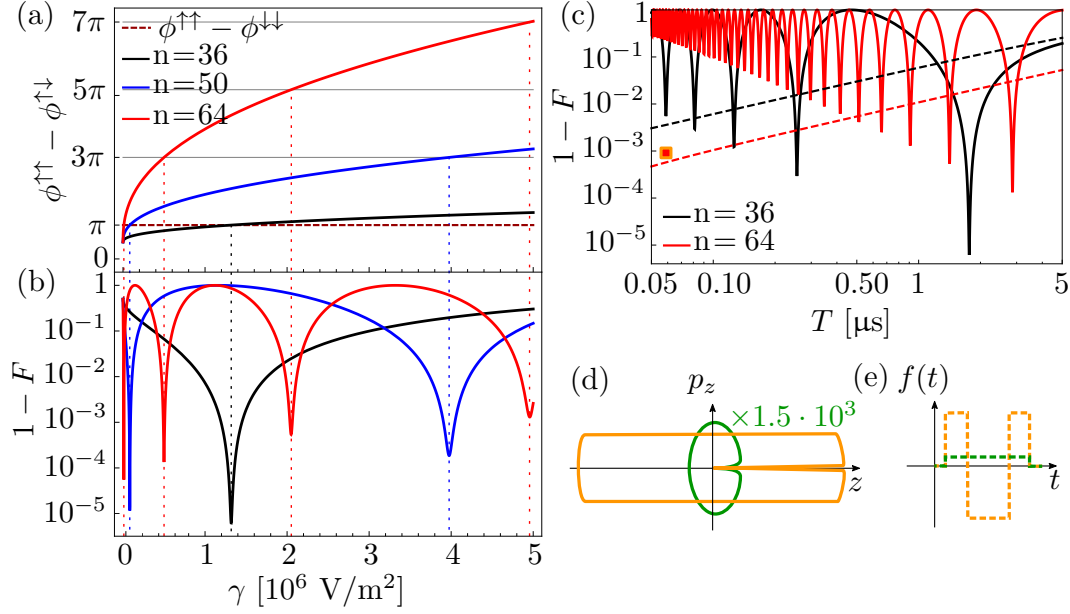 (a)
7π
5π
3π
π
0
ϕ↑↑ − ϕ↑↓
ϕ↑↑ − ϕ↓↓
n=36
n=50
n=64
(b)
1
10⁻¹
10⁻²
10⁻³
10⁻⁴
10⁻⁵
1 − F
0 1 2 3 4 5
γ [10⁶ V/m²]
(c)
1
10⁻¹
10⁻²
10⁻³
10⁻⁴
10⁻⁵
1 − F
n= 36
n= 64
0.05 0.10 0.50 1 5
T [μs]
(d)
p_z
×1.5 · 10³
z
(e) f(t)
t